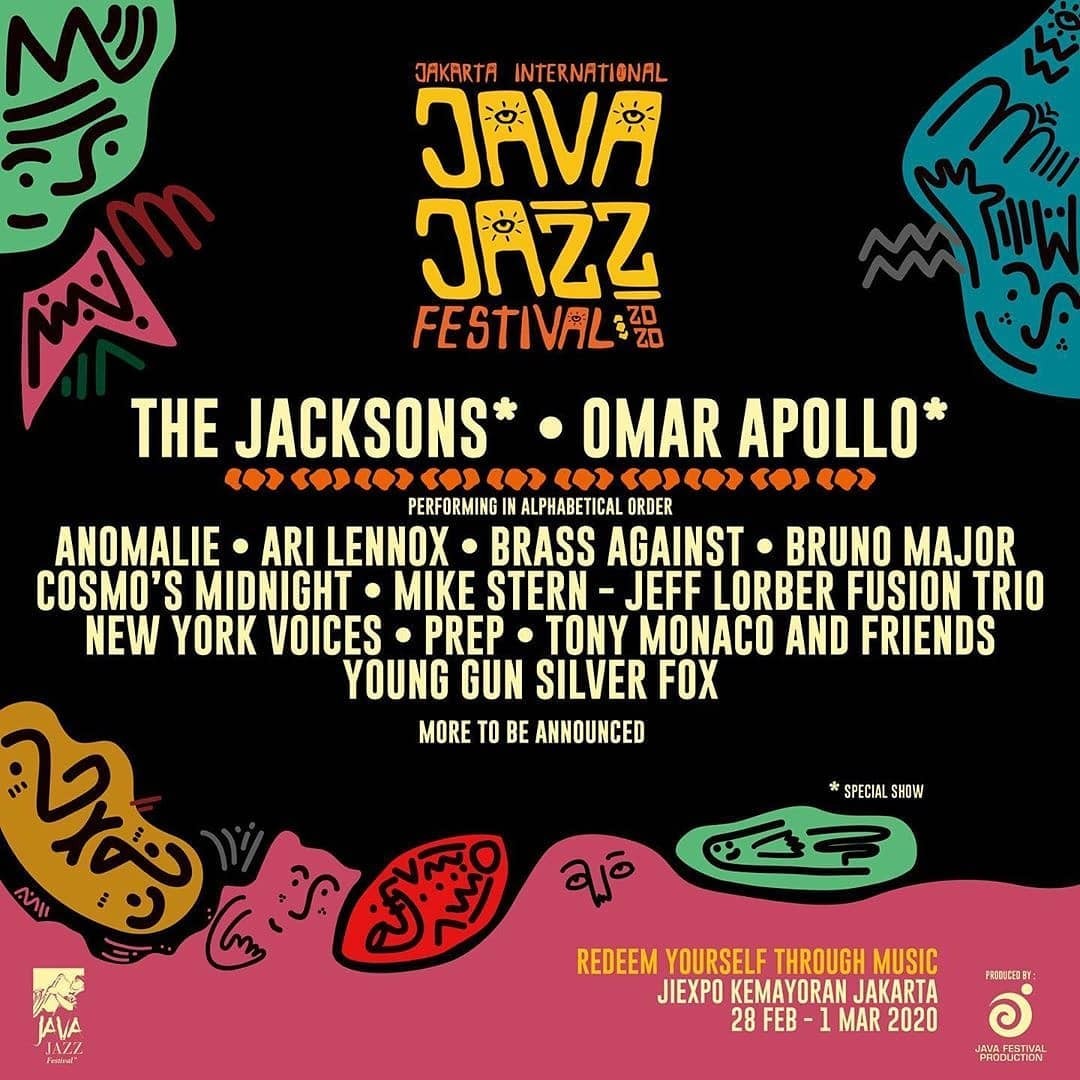 JAKARTA INTERNATIONAL
JAVA
JAZZ
FESTIVAL 2020
THE JACKSONS* • OMAR APOLLO*
PERFORMING IN ALPHABETICAL ORDER
ANOMALIE • ARI LENNOX • BRASS AGAINST • BRUNO MAJOR
COSMO'S MIDNIGHT • MIKE STERN – JEFF LORBER FUSION TRIO
NEW YORK VOICES • PREP • TONY MONACO AND FRIENDS
YOUNG GUN SILVER FOX
MORE TO BE ANNOUNCED
* SPECIAL SHOW
REDEEM YOURSELF THROUGH MUSIC
JIEXPO KEMAYORAN JAKARTA
28 FEB – 1 MAR 2020
JAVA
JAZZ
Festival™
PRODUCED BY :
JAVA FESTIVAL
PRODUCTION